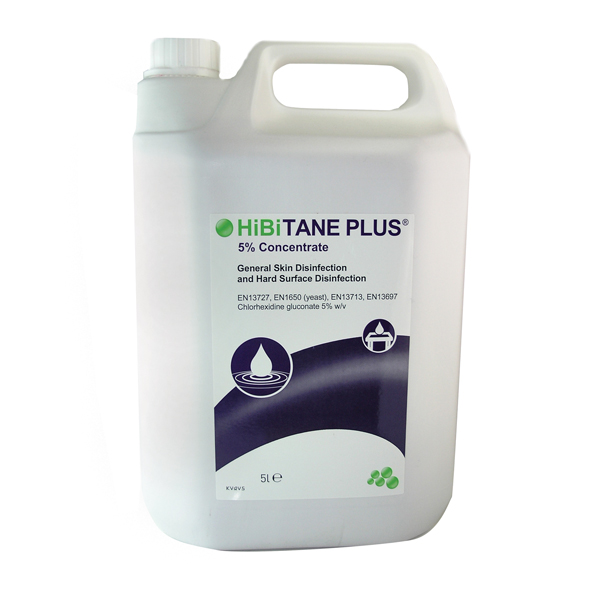 HiBiTANE PLUS®
5% Concentrate
General Skin Disinfection
and Hard Surface Disinfection
EN13727, EN1650 (yeast), EN13713, EN13697
Chlorhexidine gluconate 5% w/v
5l ℮